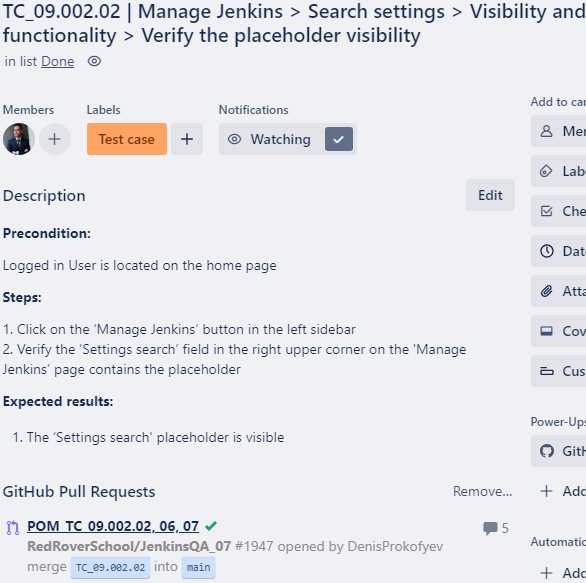 TC_09.002.02 | Manage Jenkins > Search settings > Visibility and
functionality > Verify the placeholder visibility
in list Done
Members
Labels
Notifications
Test case
Watching
Add to car
Mem
Lab
Che
Dat
Atta
Cov
Cus
Description
Edit
Precondition:
Logged in User is located on the home page
Steps:
1. Click on the ‘Manage Jenkins’ button in the left sidebar
2. Verify the ‘Settings search’ field in the right upper corner on the 'Manage
Jenkins’ page contains the placeholder
Expected results:
1. The ‘Settings search’ placeholder is visible
Power-Ups
GitH
Add
Automatic
Add
GitHub Pull Requests
Remove...
POM_TC_09.002.02, 06, 07
5
RedRoverSchool/JenkinsQA_07 #1947 opened by DenisProkofyev
merge TC_09.002.02 into main